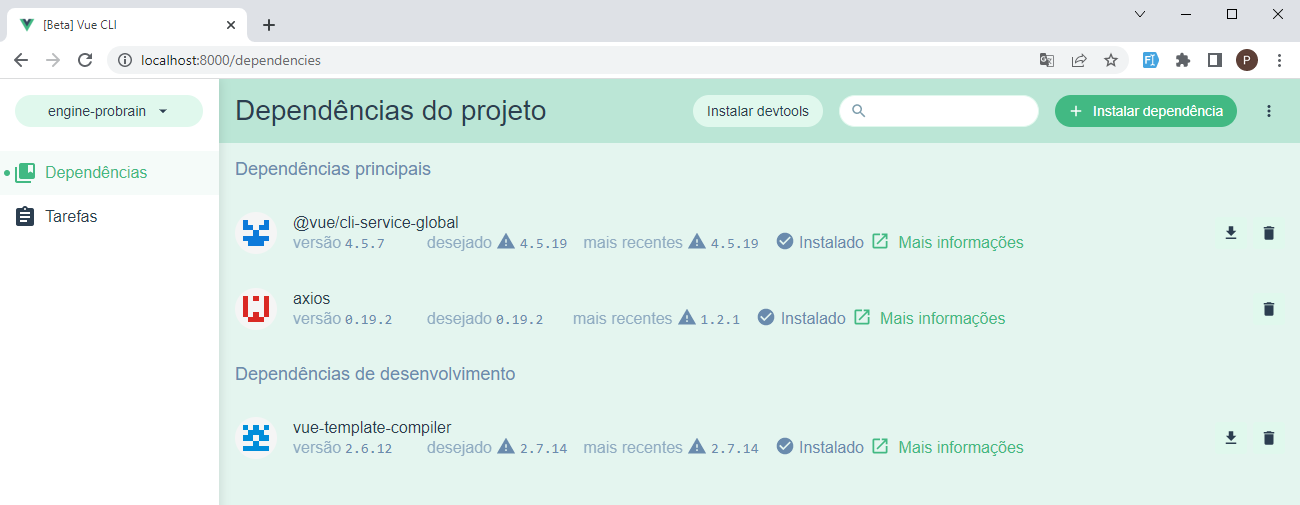 [Beta] Vue CLI
localhost:8000/dependencies
P
engine-probrain
Dependências do projeto
Instalar devtools
Instalar dependência
Dependências
Tarefas
Dependências principais
@vue/cli-service-global
versão 4.5.7 desejado 4.5.19 mais recentes 4.5.19 Instalado Mais informações
axios
versão 0.19.2 desejado 0.19.2 mais recentes 1.2.1 Instalado Mais informações
Dependências de desenvolvimento
vue-template-compiler
versão 2.6.12 desejado 2.7.14 mais recentes 2.7.14 Instalado Mais informações